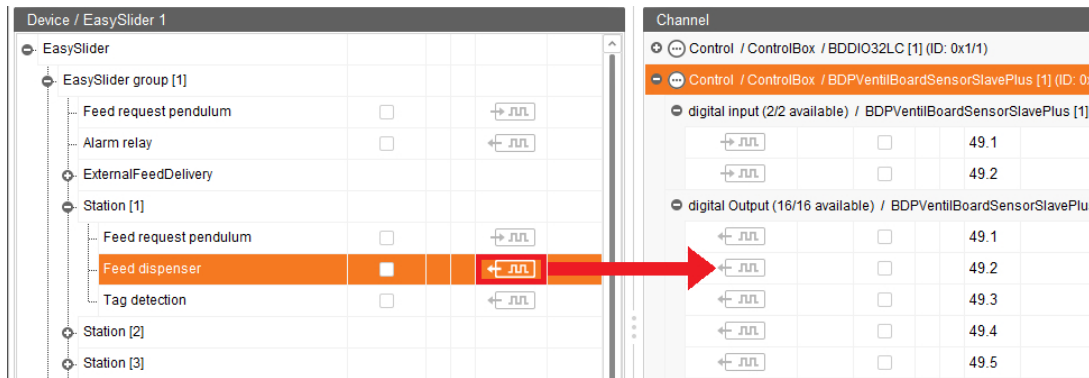 Device / EasySlider 1
EasySlider
EasySlider group [1]
Feed request pendulum
Alarm relay
ExternalFeedDelivery
Station [1]
Feed request pendulum
Feed dispenser
Tag detection
Station [2]
Station [3]
Channel
Control / ControlBox / BDDIO32LC [1] (ID: 0x1/1)
Control / ControlBox / BDPVentilBoardSensorSlavePlus [1] (ID: 0x
digital input (2/2 available) / BDPVentilBoardSensorSlavePlus [1]
49.1
49.2
digital Output (16/16 available) / BDPVentilBoardSensorSlavePlu
49.1
49.2
49.3
49.4
49.5